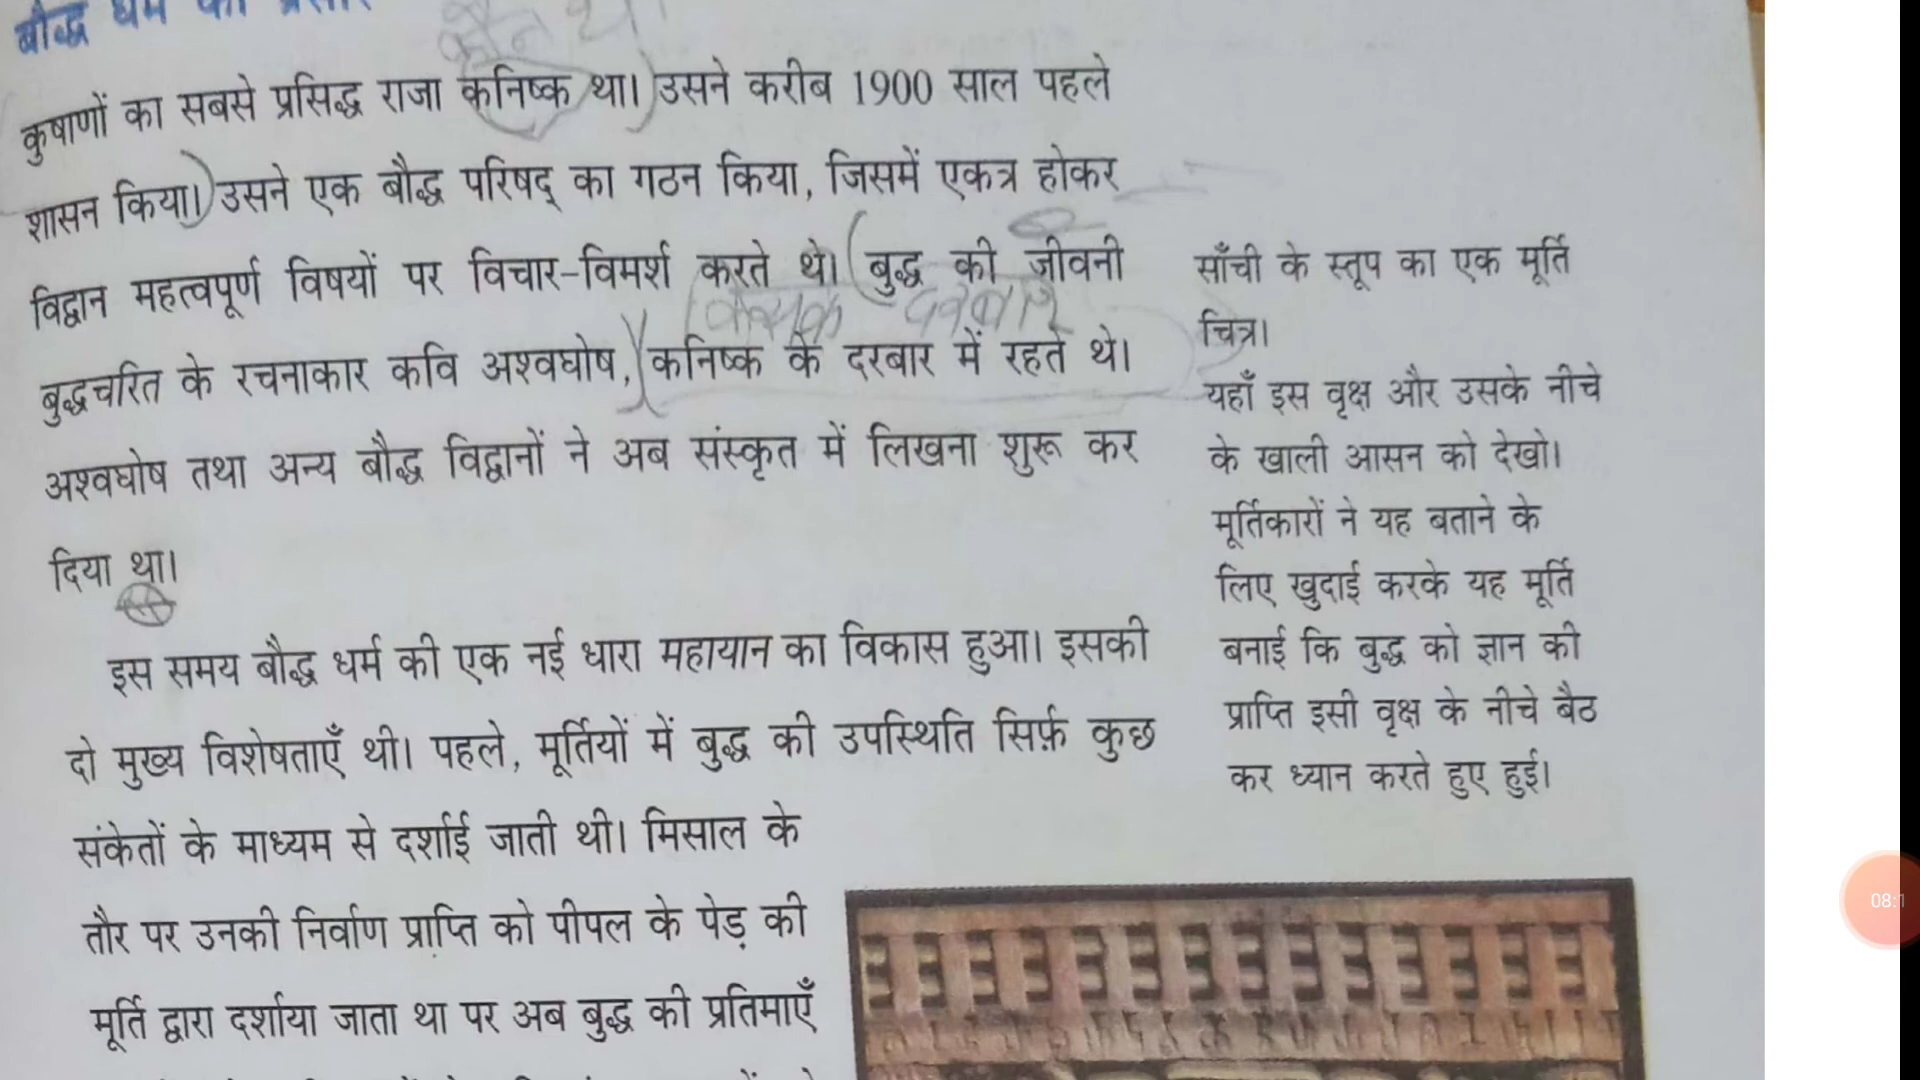 बौद्ध धर्म का प्रसार
कौन था
कुषाणों का सबसे प्रसिद्ध राजा कनिष्क था। उसने करीब 1900 साल पहले
शासन किया। उसने एक बौद्ध परिषद् का गठन किया, जिसमें एकत्र होकर
विद्वान महत्वपूर्ण विषयों पर विचार-विमर्श करते थे। बुद्ध की जीवनी
बुद्धचरित के रचनाकार कवि अश्वघोष, कनिष्क के दरबार में रहते थे।
अश्वघोष तथा अन्य बौद्ध विद्वानों ने अब संस्कृत में लिखना शुरू कर
दिया था।
इस समय बौद्ध धर्म की एक नई धारा महायान का विकास हुआ। इसकी
दो मुख्य विशेषताएँ थी। पहले, मूर्तियों में बुद्ध की उपस्थिति सिर्फ़ कुछ
संकेतों के माध्यम से दर्शाई जाती थी। मिसाल के
तौर पर उनकी निर्वाण प्राप्ति को पीपल के पेड़ की
मूर्ति द्वारा दर्शाया जाता था पर अब बुद्ध की प्रतिमाएँ
साँची के स्तूप का एक मूर्ति
चित्र।
यहाँ इस वृक्ष और उसके नीचे
के खाली आसन को देखो।
मूर्तिकारों ने यह बताने के
लिए खुदाई करके यह मूर्ति
बनाई कि बुद्ध को ज्ञान की
प्राप्ति इसी वृक्ष के नीचे बैठ
कर ध्यान करते हुए हुई।